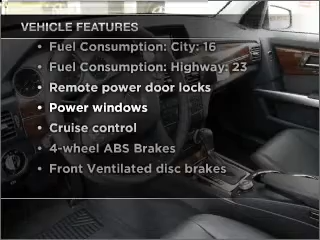 VEHICLE FEATURES
• Fuel Consumption: City: 16
• Fuel Consumption: Highway: 23
• Remote power door locks
• Power windows
• Cruise control
• 4-wheel ABS Brakes
• Front Ventilated disc brakes